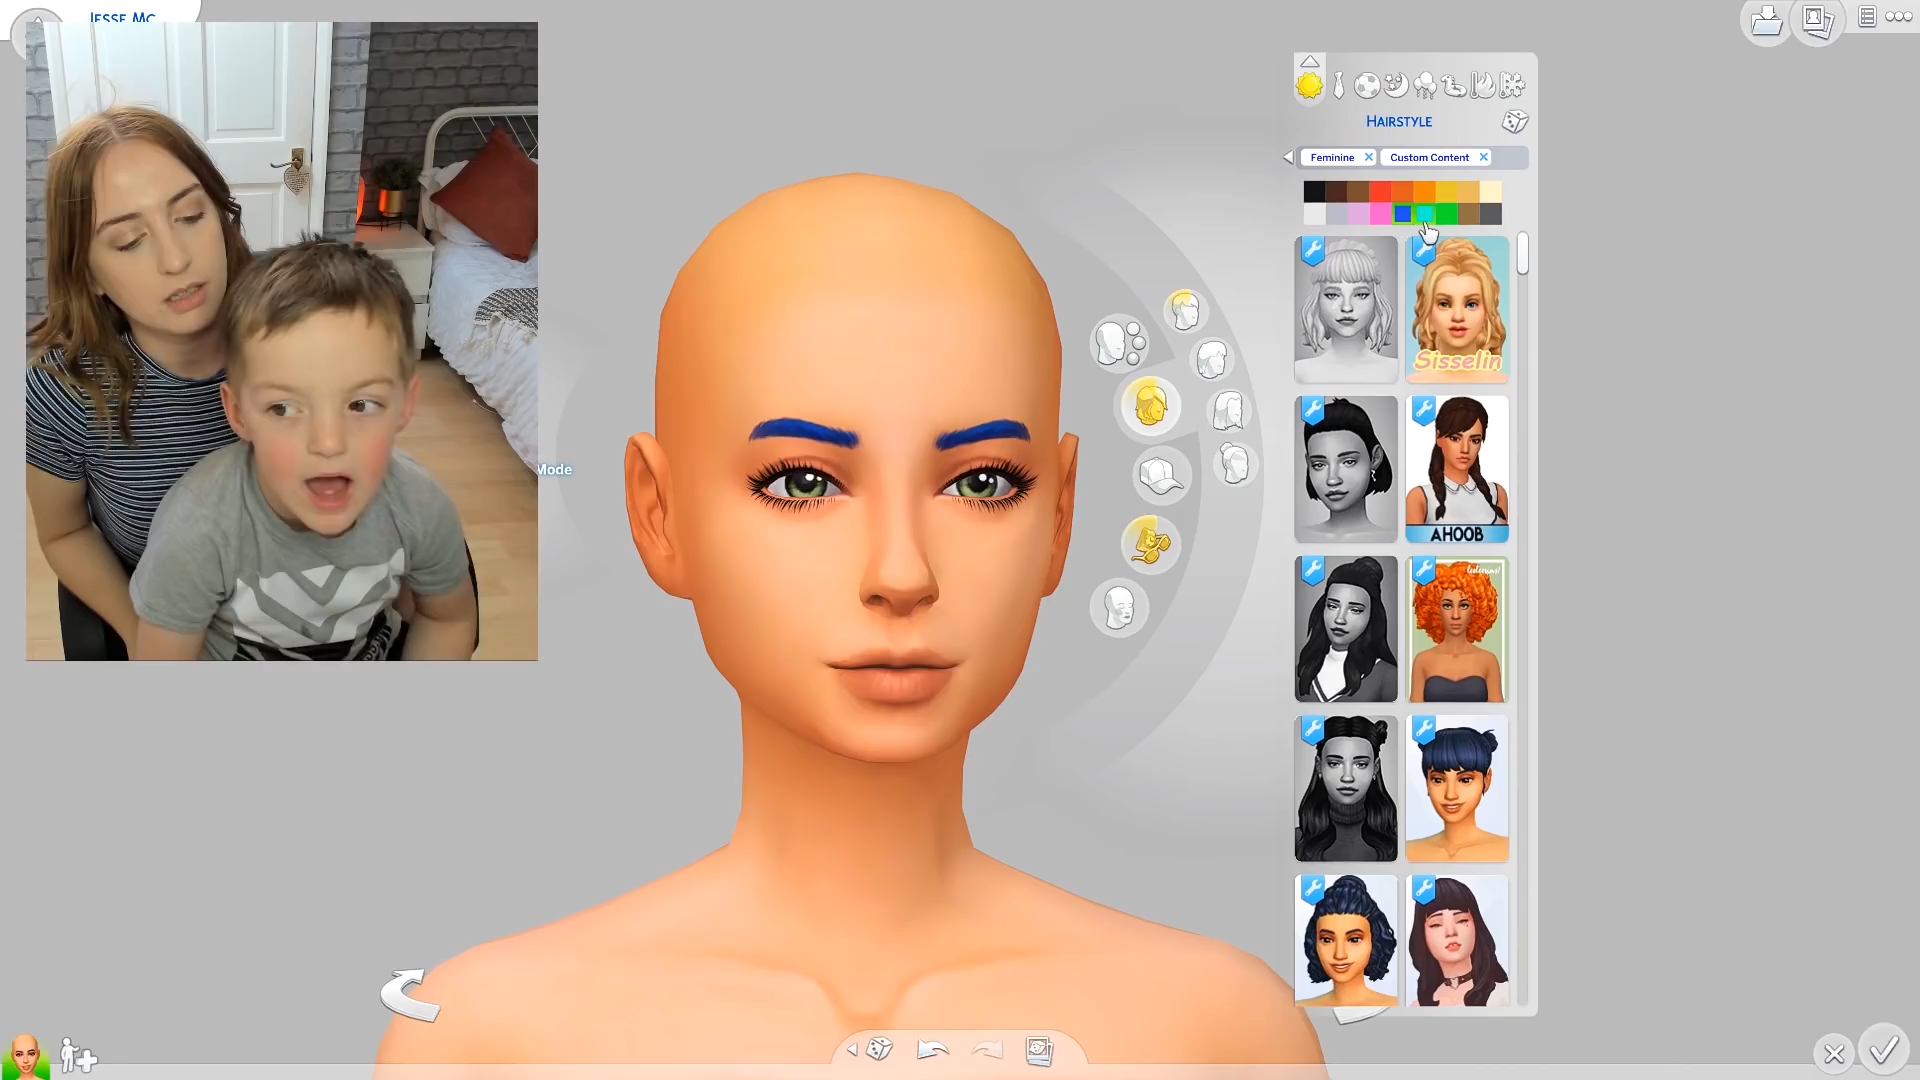 Jesse Mc
Hairstyle
Feminine
Custom Content
Sisselin
Mode
AHOOB